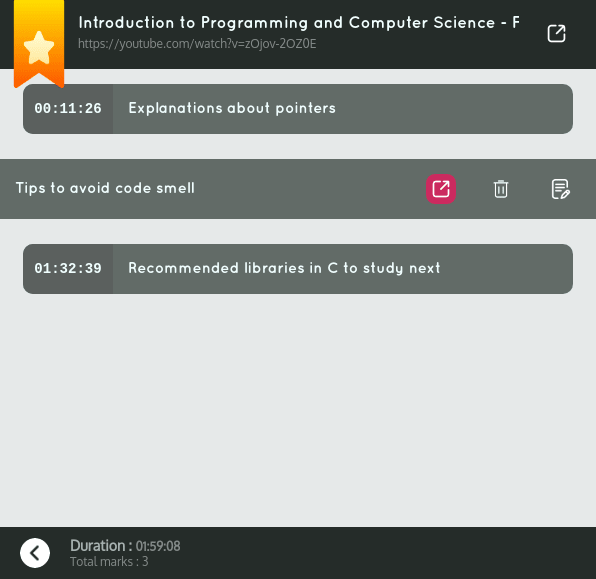 Introduction to Programming and Computer Science - F
https://youtube.com/watch?v=zOjov-2OZ0E
00:11:26 Explanations about pointers
Tips to avoid code smell
01:32:39 Recommended libraries in C to study next
Duration : 01:59:08
Total marks : 3